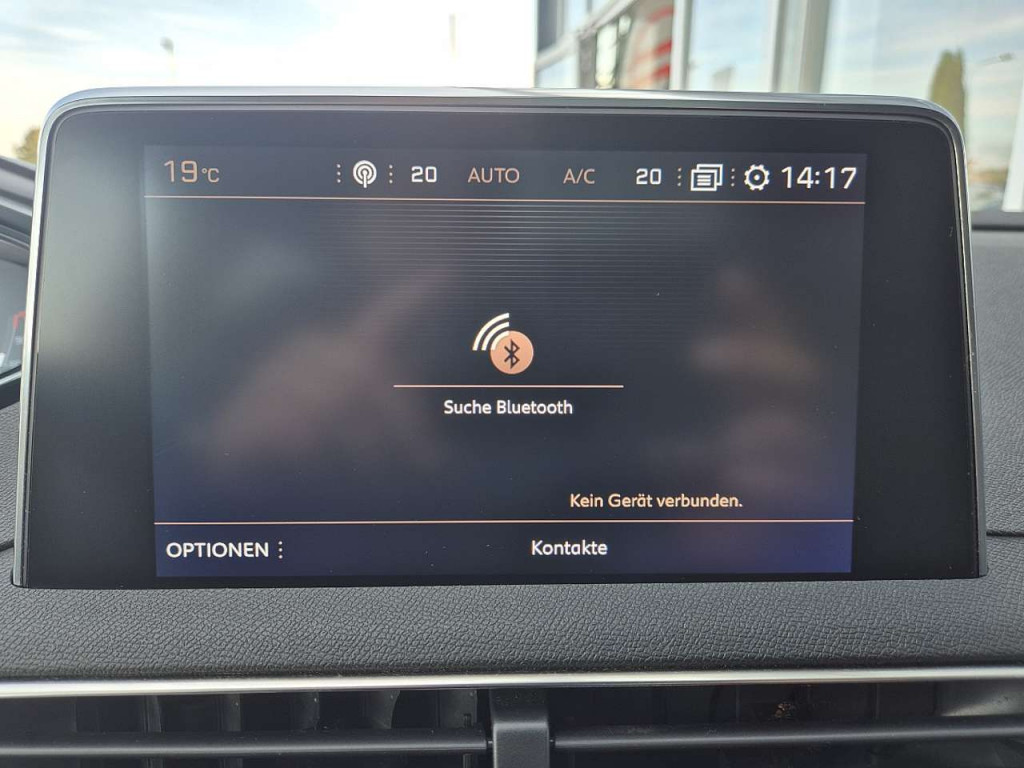 19°C 20 AUTO A/C 20 14:17
Suche Bluetooth
Kein Gerät verbunden.
OPTIONEN Kontakte